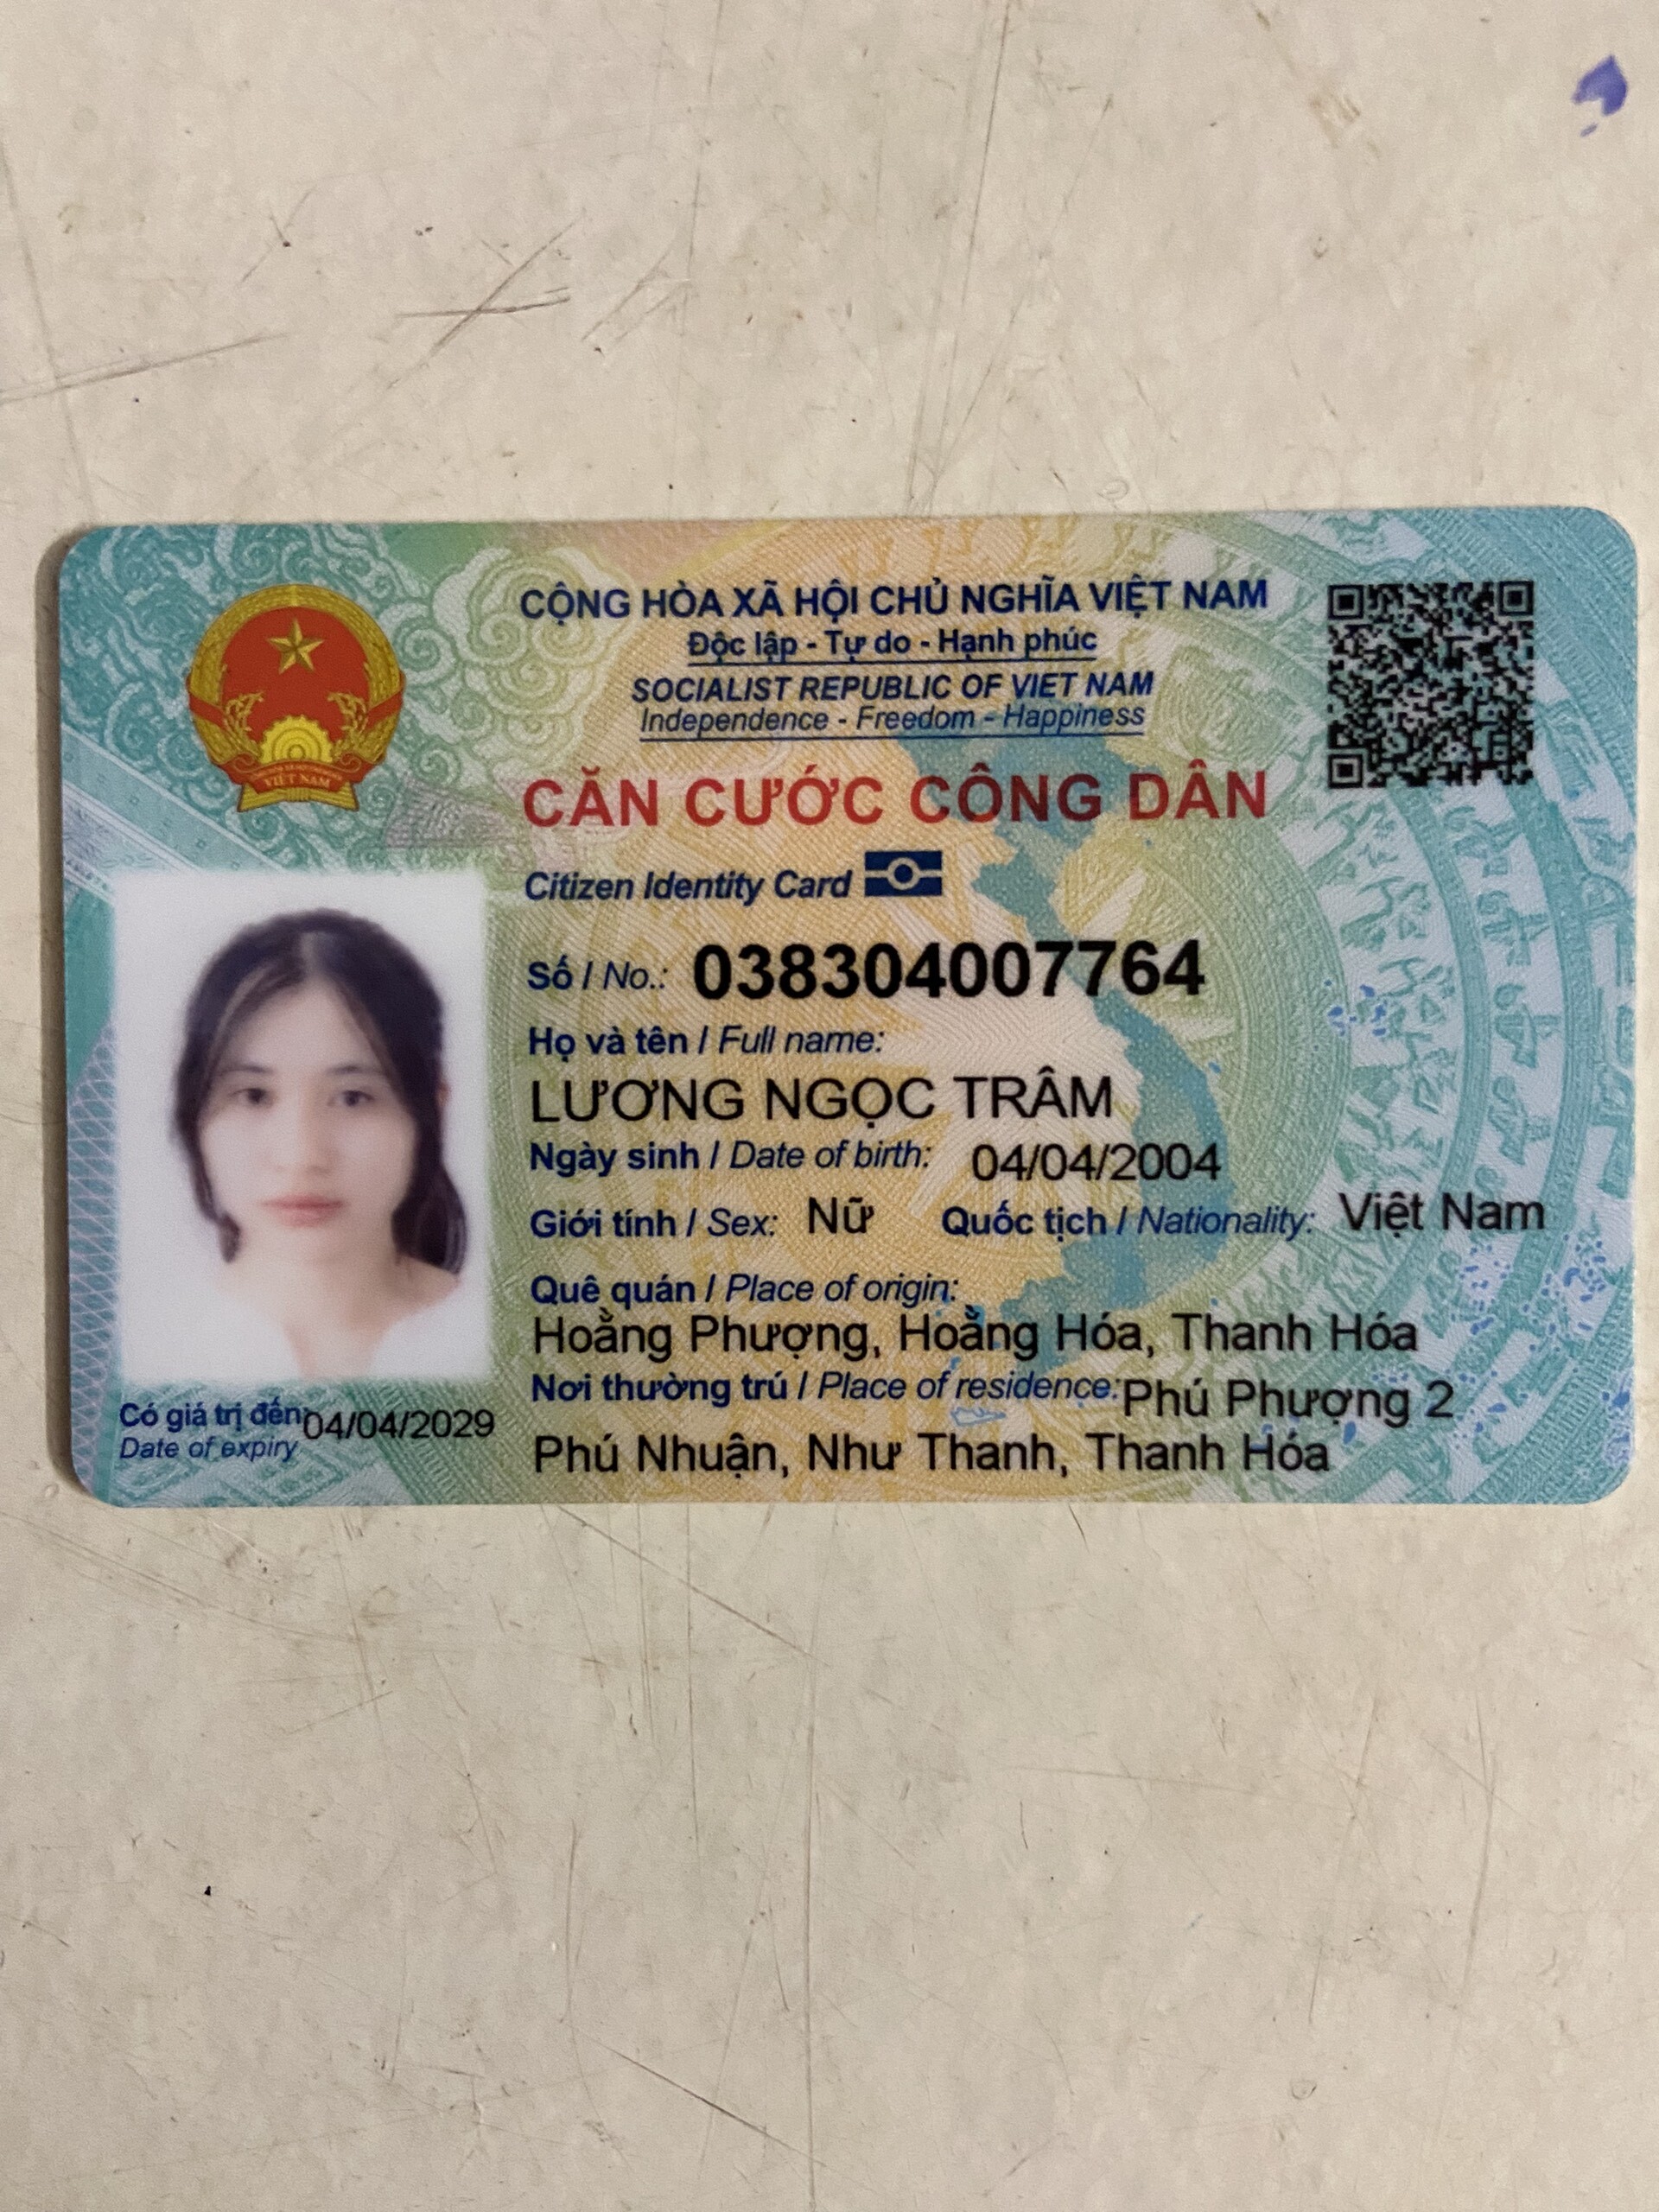 CỘNG HÒA XÃ HỘI CHỦ NGHĨA VIỆT NAM
Độc lập - Tự do - Hạnh phúc
SOCIALIST REPUBLIC OF VIET NAM
Independence - Freedom - Happiness
CĂN CƯỚC CÔNG DÂN
Citizen Identity Card
Số / No.: 038304007764
Họ và tên / Full name:
LƯƠNG NGỌC TRÂM
Ngày sinh / Date of birth: 04/04/2004
Giới tính / Sex: Nữ Quốc tịch / Nationality: Việt Nam
Quê quán / Place of origin:
Hoằng Phượng, Hoằng Hóa, Thanh Hóa
Nơi thường trú / Place of residence: Phú Phượng 2
Phú Nhuận, Như Thanh, Thanh Hóa
Có giá trị đến: 04/04/2029
Date of expiry
VIỆT NAM